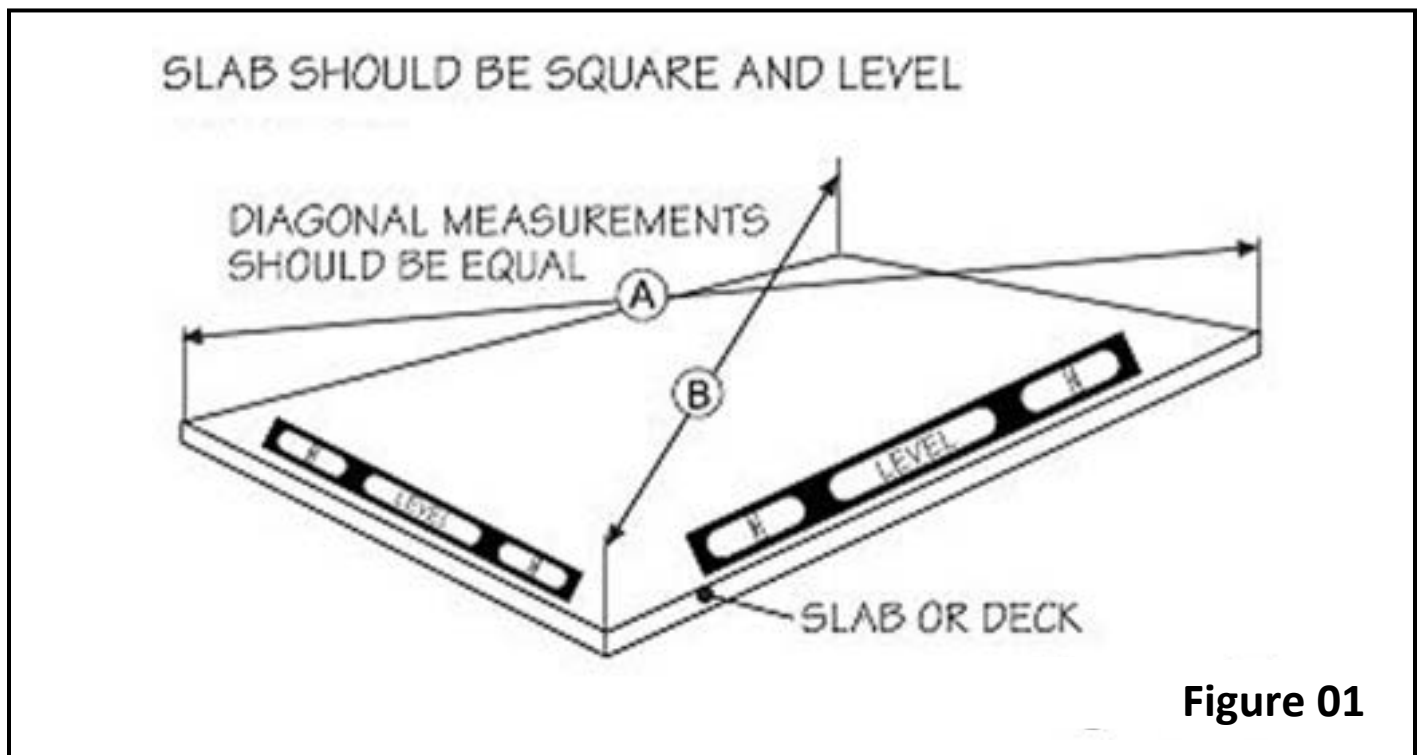 SLAB SHOULD BE SQUARE AND LEVEL
DIAGONAL MEASUREMENTS
SHOULD BE EQUAL
A
B
LEVEL
LEVEL
SLAB OR DECK
Figure 01